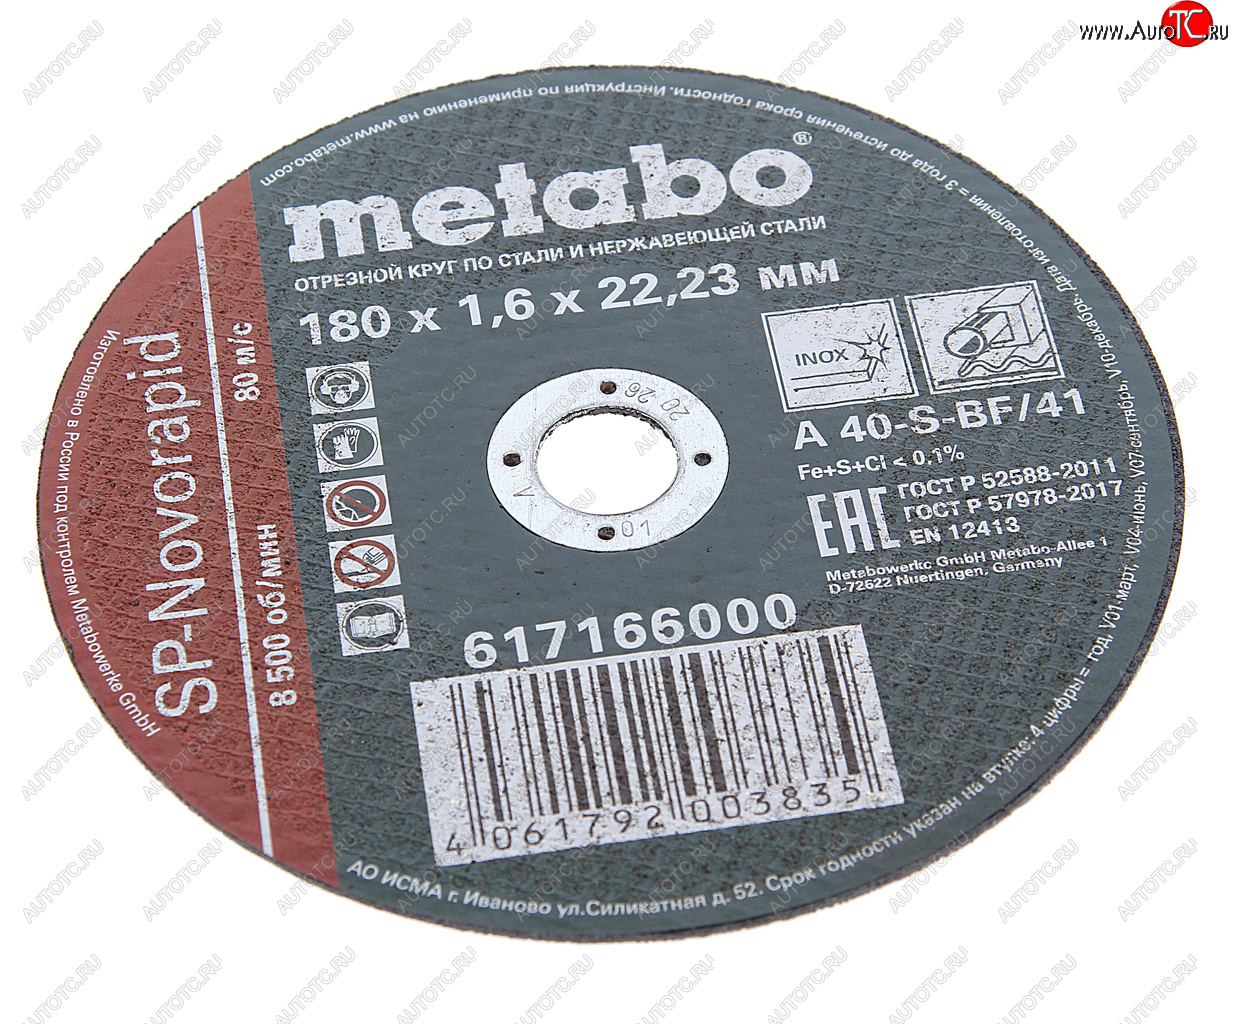 www.AutoTC.ru
на www.metabo.com
до истечения срока годности. Инструкция по применению
metabo®
ОТРЕЗНОЙ КРУГ ПО СТАЛИ И НЕРЖАВЕЮЩЕЙ СТАЛИ
180 x 1,6 x 22,23 мм
INOX
A 40-S-BF/41
Fe+S+Cl < 0,1%
EAC
ГОСТ Р 52588-2011
ГОСТ Р 57978-2017
EN 12413
Metabowerke GmbH Metabo-Allee 1
D-72622 Nuertingen, Germany
20 26
V
01
Изготовлено в России под контролем Metabowerke GmbH
SP-Novorapid
8 500 об/мин
80 m/c
617166000
4 061792 003835
АО ИСМА г. Иваново ул.Силикатная д. 52. Срок годности указан на втулке: 4 цифры = год, V01-март, V04-июнь, V07-сентябрь, V10-декабрь. Дата изготовления = 3 года
AUTOTC.RU